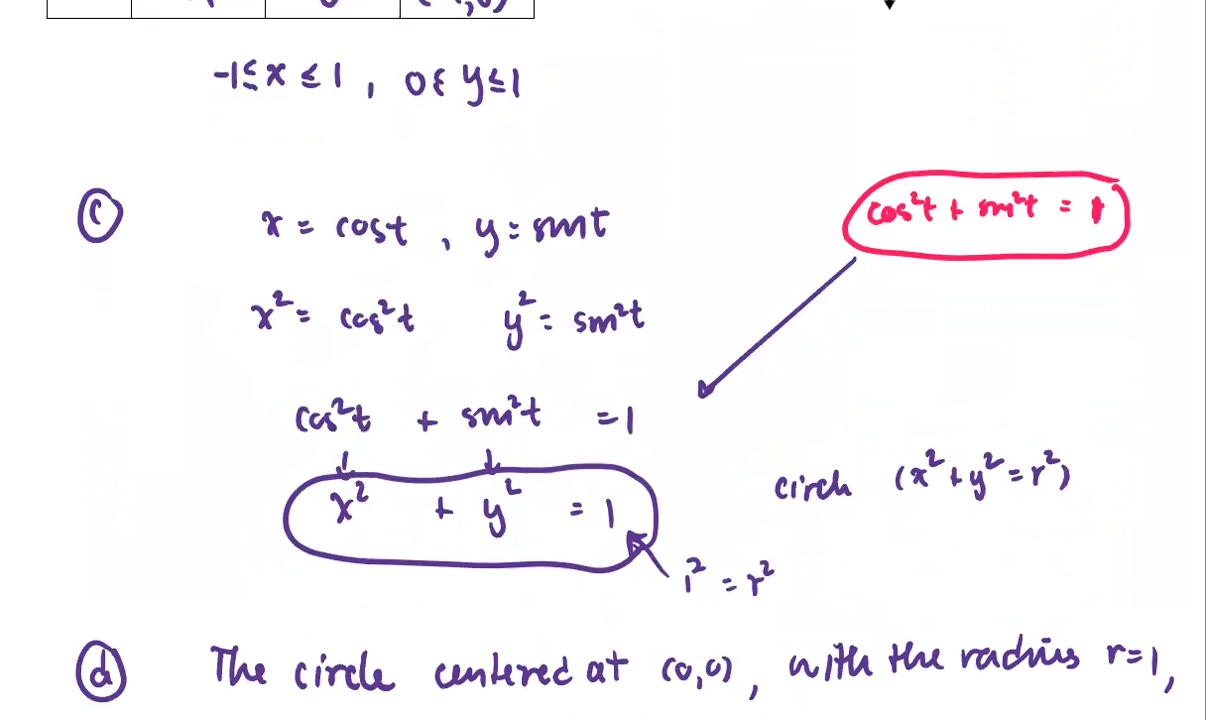 -1 ≤ x ≤ 1, 0 ≤ y ≤ 1
cos²t + sin²t = 1
(c) x = cost, y = sint
x² = cos²t y² = sin²t
cos²t + sin²t = 1
x² + y² = 1
circle (x² + y² = r²)
1² = r²
(d) The circle centered at (0,0), with the radius r=1,